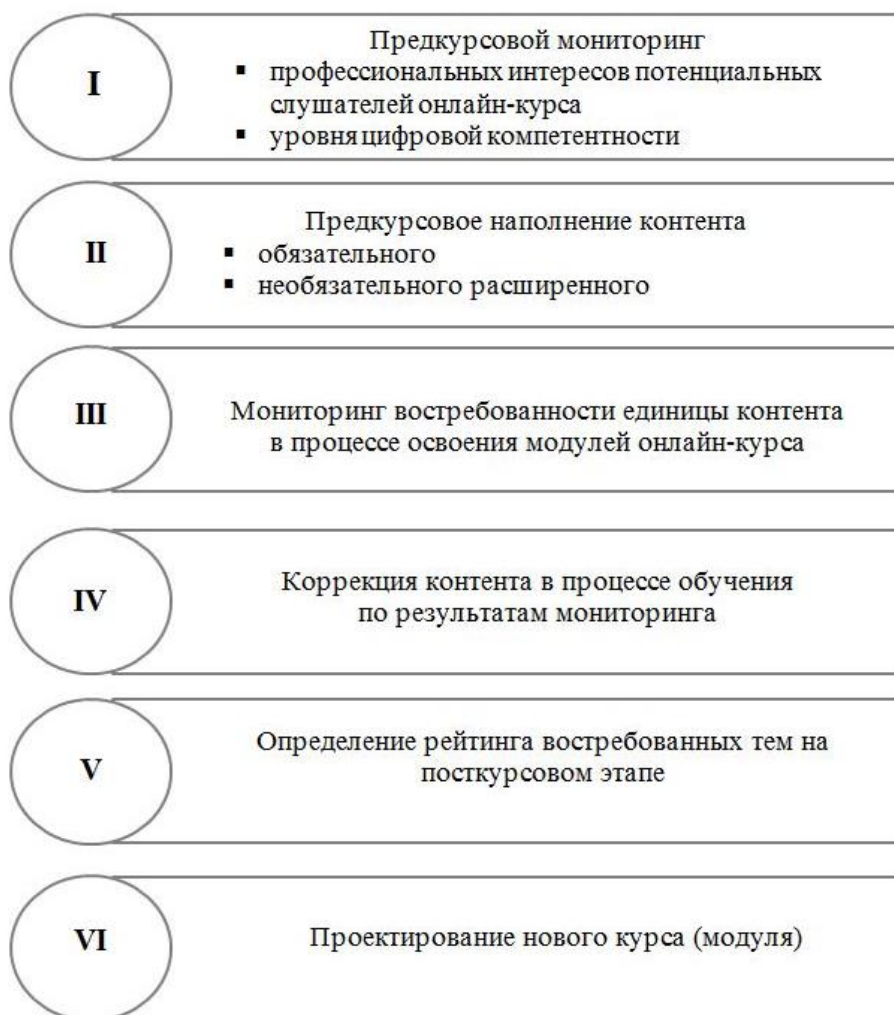 I
Предкурсовой мониторинг
▪ профессиональных интересов потенциальных
слушателей онлайн-курса
▪ уровня цифровой компетентности
II
Предкурсовое наполнение контента
▪ обязательного
▪ необязательного расширенного
III
Мониторинг востребованности единицы контента
в процессе освоения модулей онлайн-курса
IV
Коррекция контента в процессе обучения
по результатам мониторинга
V
Определение рейтинга востребованных тем на
посткурсовом этапе
VI
Проектирование нового курса (модуля)